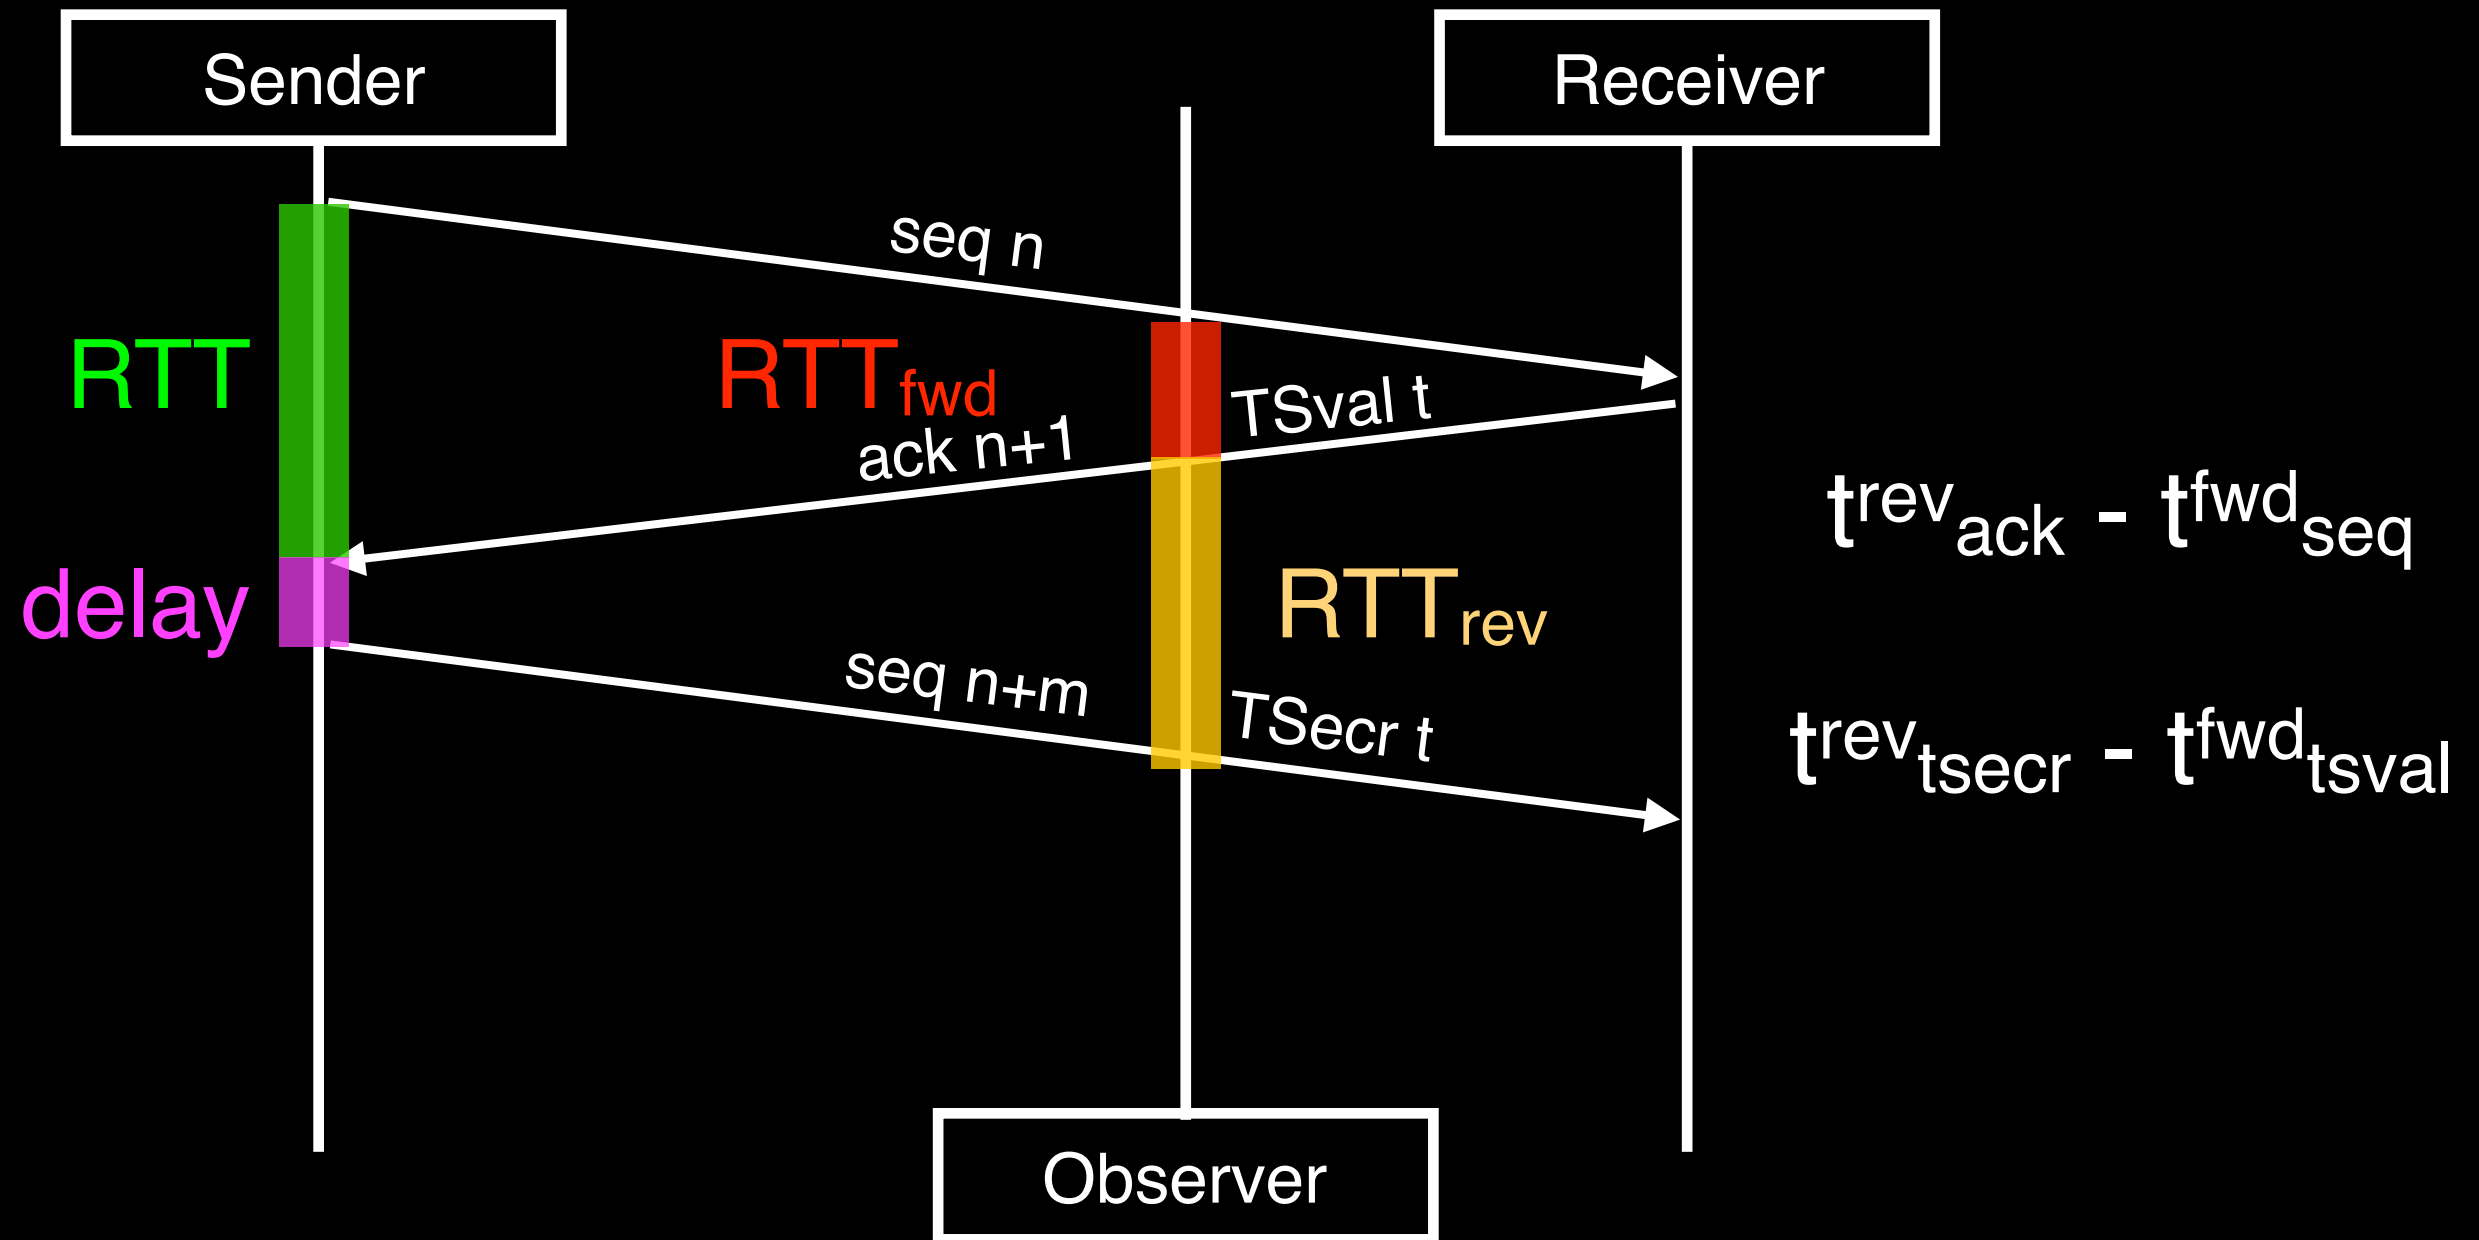 Sender
Receiver
seq n
RTT
RTTfwd
TSval t
ack n+1
trevack - tfwdseq
delay
RTTrev
seq n+m
TSecr t
trevtsecr - tfwdtsval
Observer